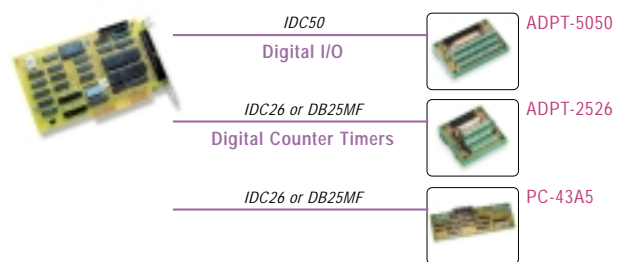 IDC50
ADPT-5050
Digital I/O
IDC26 or DB25MF
ADPT-2526
Digital Counter Timers
IDC26 or DB25MF
PC-43A5